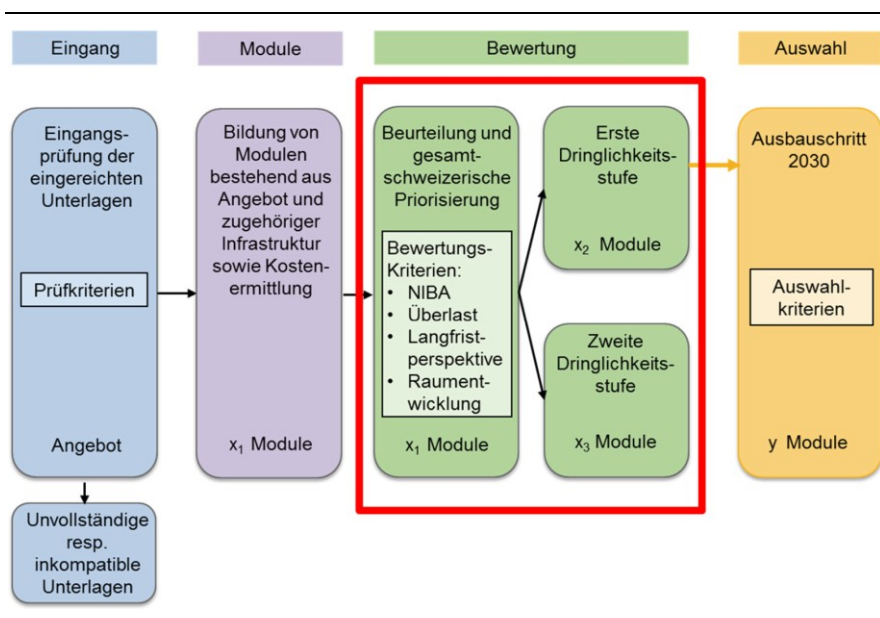 Eingang
Module
Bewertung
Auswahl
Eingangs-
prüfung der
eingereichten
Unterlagen
Prüfkriterien
Angebot
Unvollständige
resp.
inkompatible
Unterlagen
Bildung von
Modulen
bestehend aus
Angebot und
zugehöriger
Infrastruktur
sowie Kosten-
ermittlung
x₁ Module
Beurteilung und
gesamt-
schweizerische
Priorisierung
Bewertungs-
Kriterien:
• NIBA
• Überlast
• Langfrist-
perspektive
• Raument-
wicklung
x₁ Module
Erste
Dringlichkeits-
stufe
x₂ Module
Zweite
Dringlichkeits-
stufe
x₃ Module
Ausbauschritt
2030
Auswahl-
kriterien
y Module